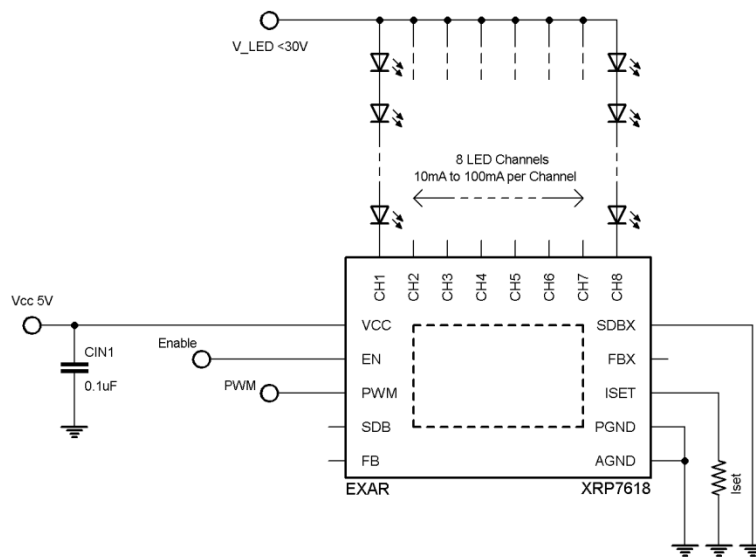 V_LED <30V
8 LED Channels
10mA to 100mA per Channel
CH1
CH2
CH3
CH4
CH5
CH6
CH7
CH8
Vcc 5V
VCC
SDBX
Enable
CIN1
EN
FBX
0.1uF
PWM
PWM
ISET
SDB
PGND
FB
AGND
Iset
EXAR
XRP7618